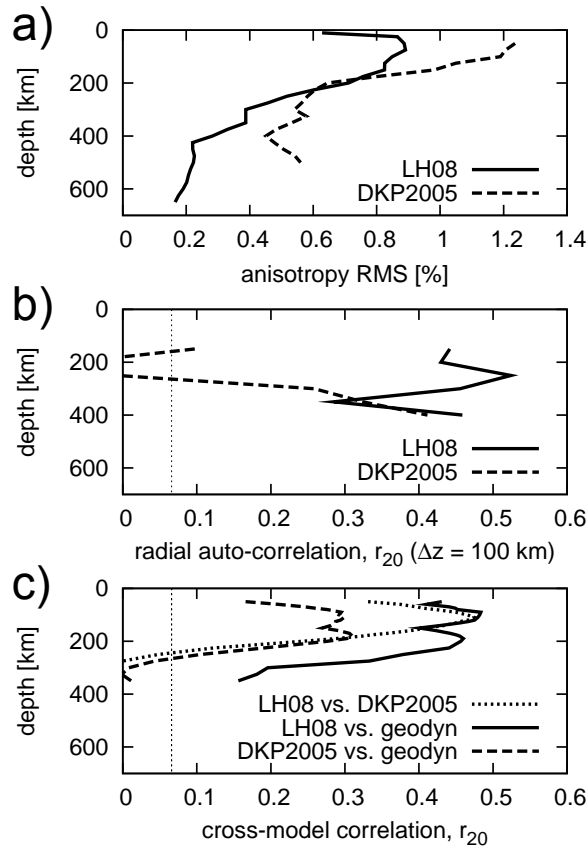 a)
0
200
400
600
depth [km]
LH08
DKP2005
0 0.2 0.4 0.6 0.8 1 1.2 1.4
anisotropy RMS [%]
b)
0
200
400
600
depth [km]
LH08
DKP2005
0 0.1 0.2 0.3 0.4 0.5 0.6
radial auto-correlation, r₂₀ (Δz = 100 km)
c)
0
200
400
600
depth [km]
LH08 vs. DKP2005
LH08 vs. geodyn
DKP2005 vs. geodyn
0 0.1 0.2 0.3 0.4 0.5 0.6
cross-model correlation, r₂₀